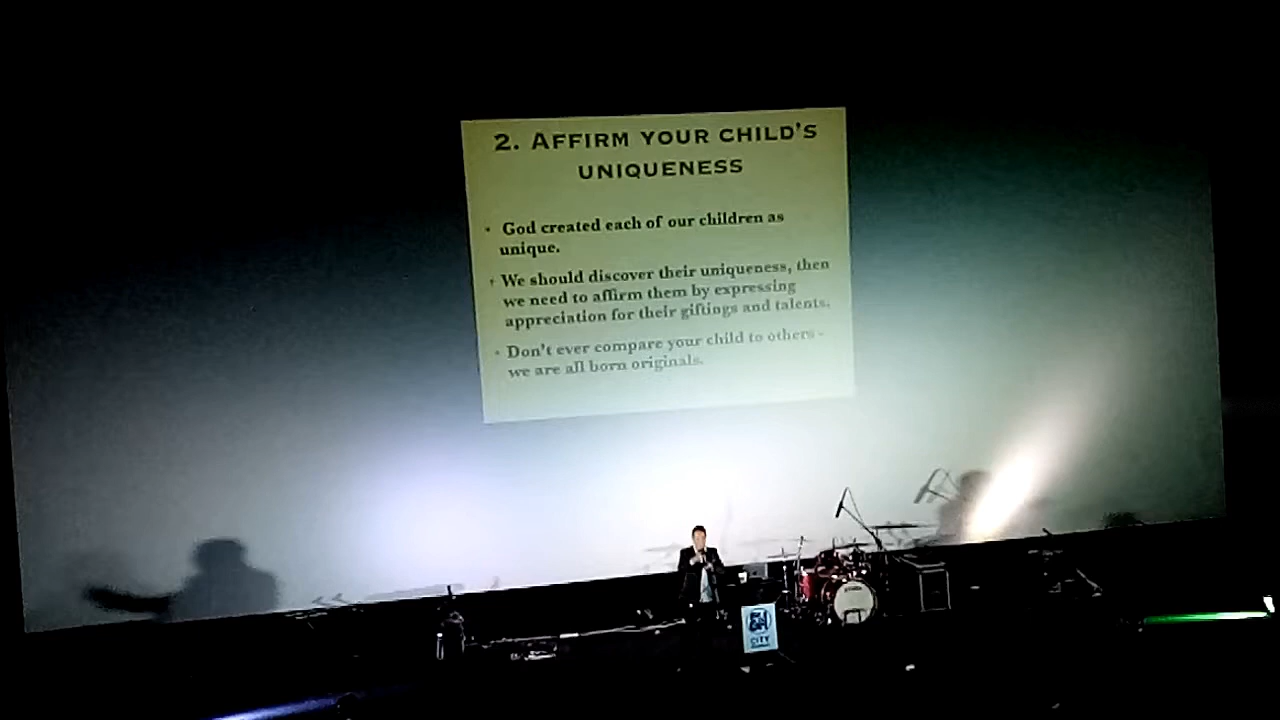 2. AFFIRM YOUR CHILD'S
UNIQUENESS
• God created each of our children as
unique.
• We should discover their uniqueness, then
we need to affirm them by expressing
appreciation for their giftings and talents.
• Don't ever compare your child to others -
we are all born originals.
SM
CITY